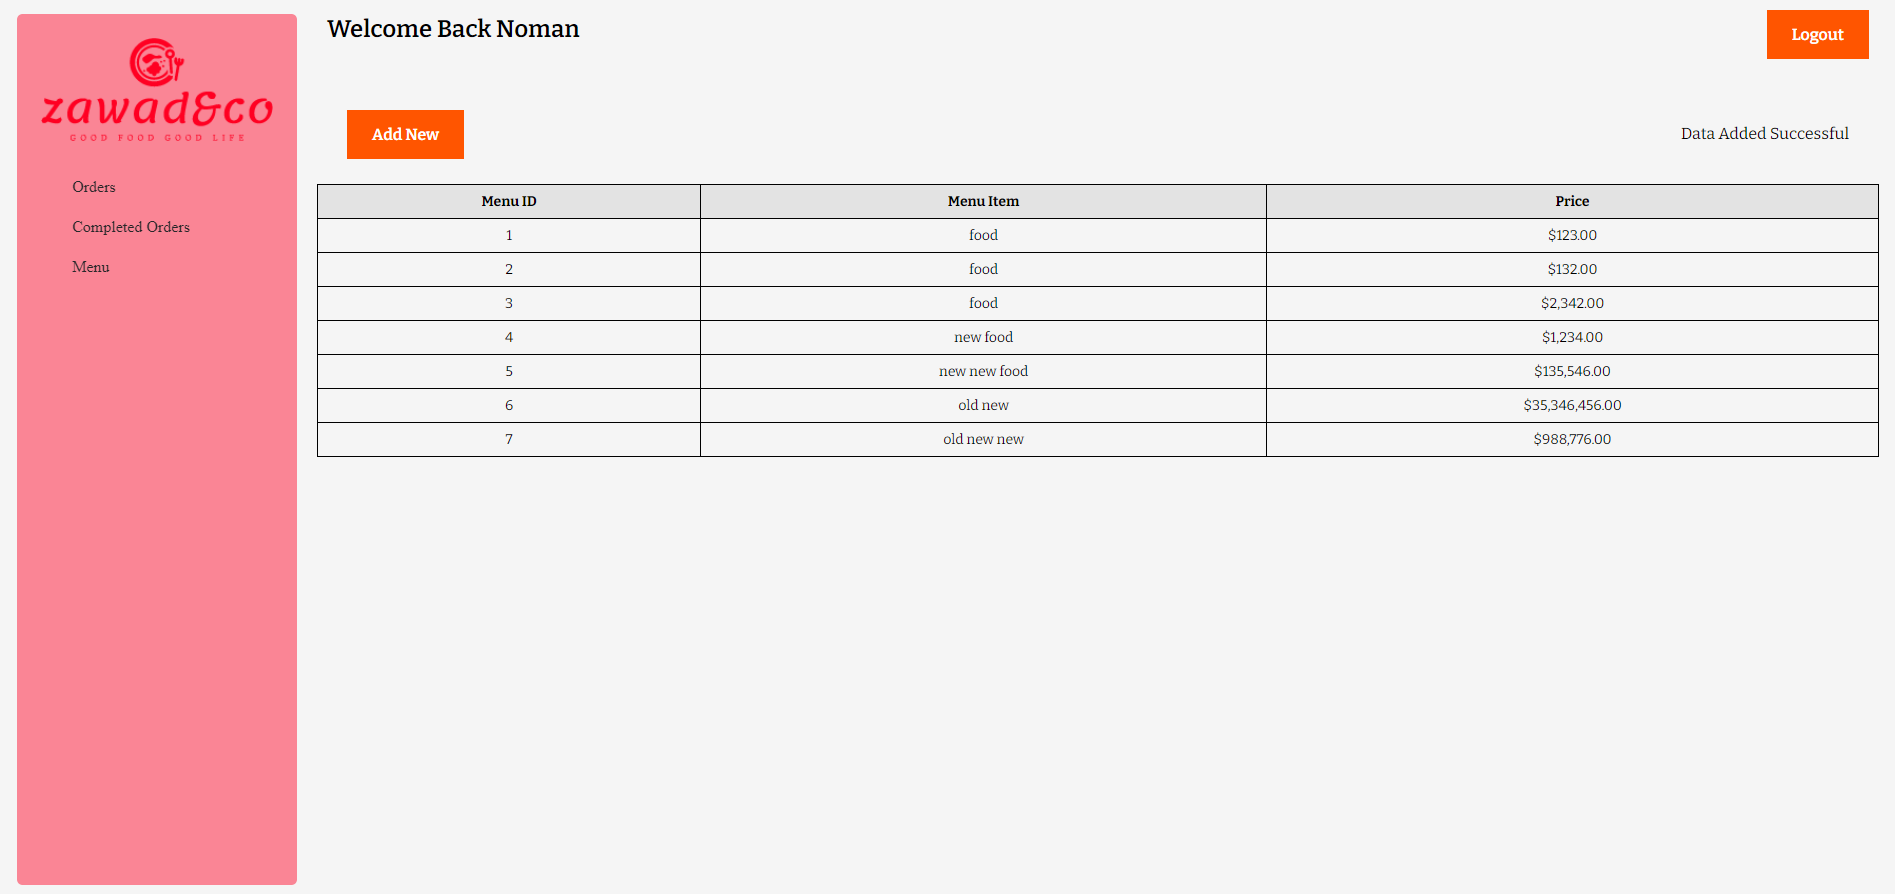 zawad&co
GOOD FOOD GOOD LIFE
Orders
Completed Orders
Menu
Welcome Back Noman
Logout
Add New
Data Added Successful
Menu ID Menu Item Price
1 food $123.00
2 food $132.00
3 food $2,342.00
4 new food $1,234.00
5 new new food $135,546.00
6 old new $35,346,456.00
7 old new new $988,776.00